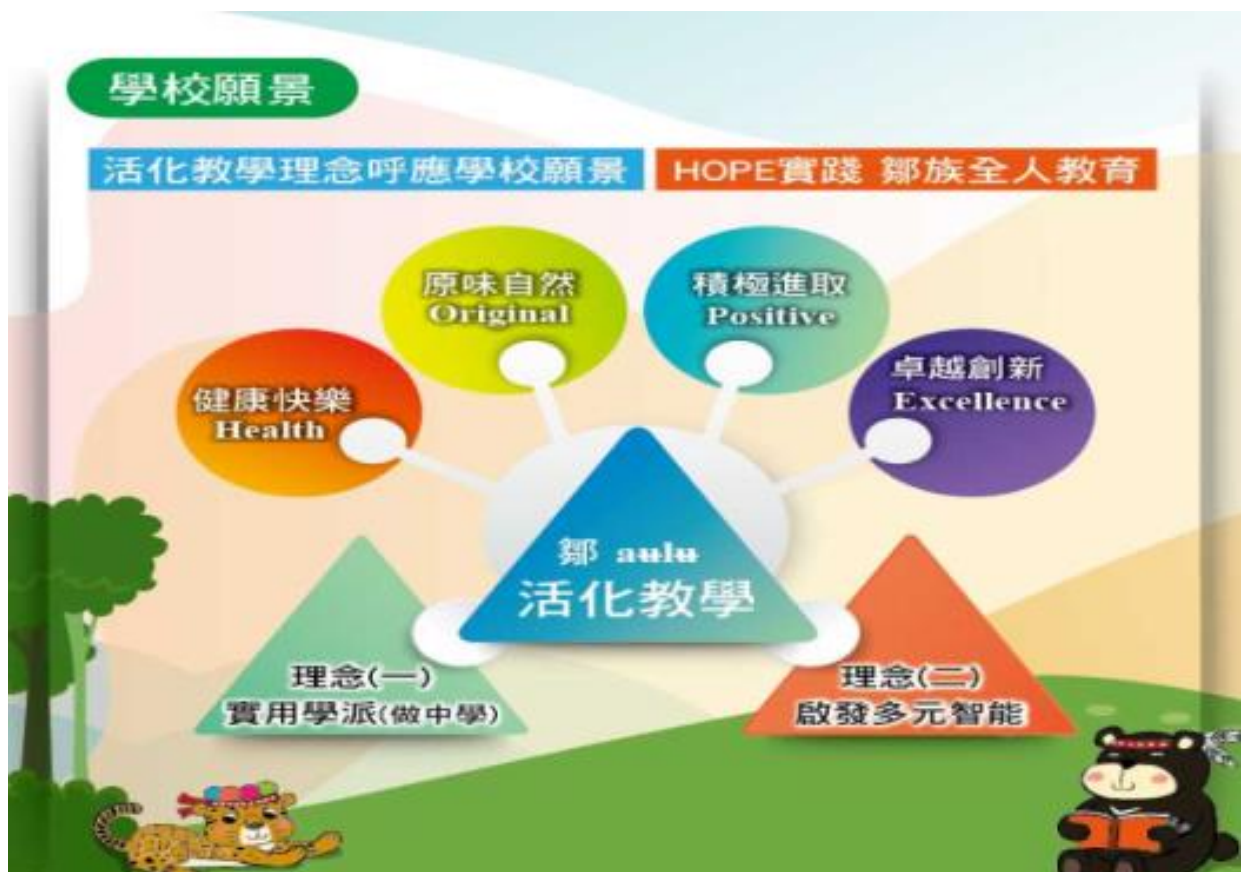 學校願景
活化教學理念呼應學校願景 HOPE實踐 鄒族全人教育
原味自然
Original
積極進取
Positive
健康快樂
Health
卓越創新
Excellence
鄒 aʉlʉ
活化教學
理念(一)
實用學派(做中學)
理念(二)
啟發多元智能